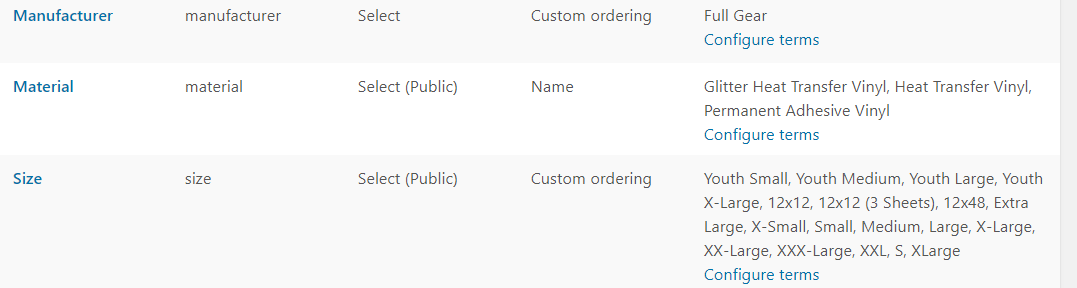 Manufacturer manufacturer Select Custom ordering Full Gear
Configure terms
Material material Select (Public) Name Glitter Heat Transfer Vinyl, Heat Transfer Vinyl,
Permanent Adhesive Vinyl
Configure terms
Size size Select (Public) Custom ordering Youth Small, Youth Medium, Youth Large, Youth
X-Large, 12x12, 12x12 (3 Sheets), 12x48, Extra
Large, X-Small, Small, Medium, Large, X-Large,
XX-Large, XXX-Large, XXL, S, XLarge
Configure terms